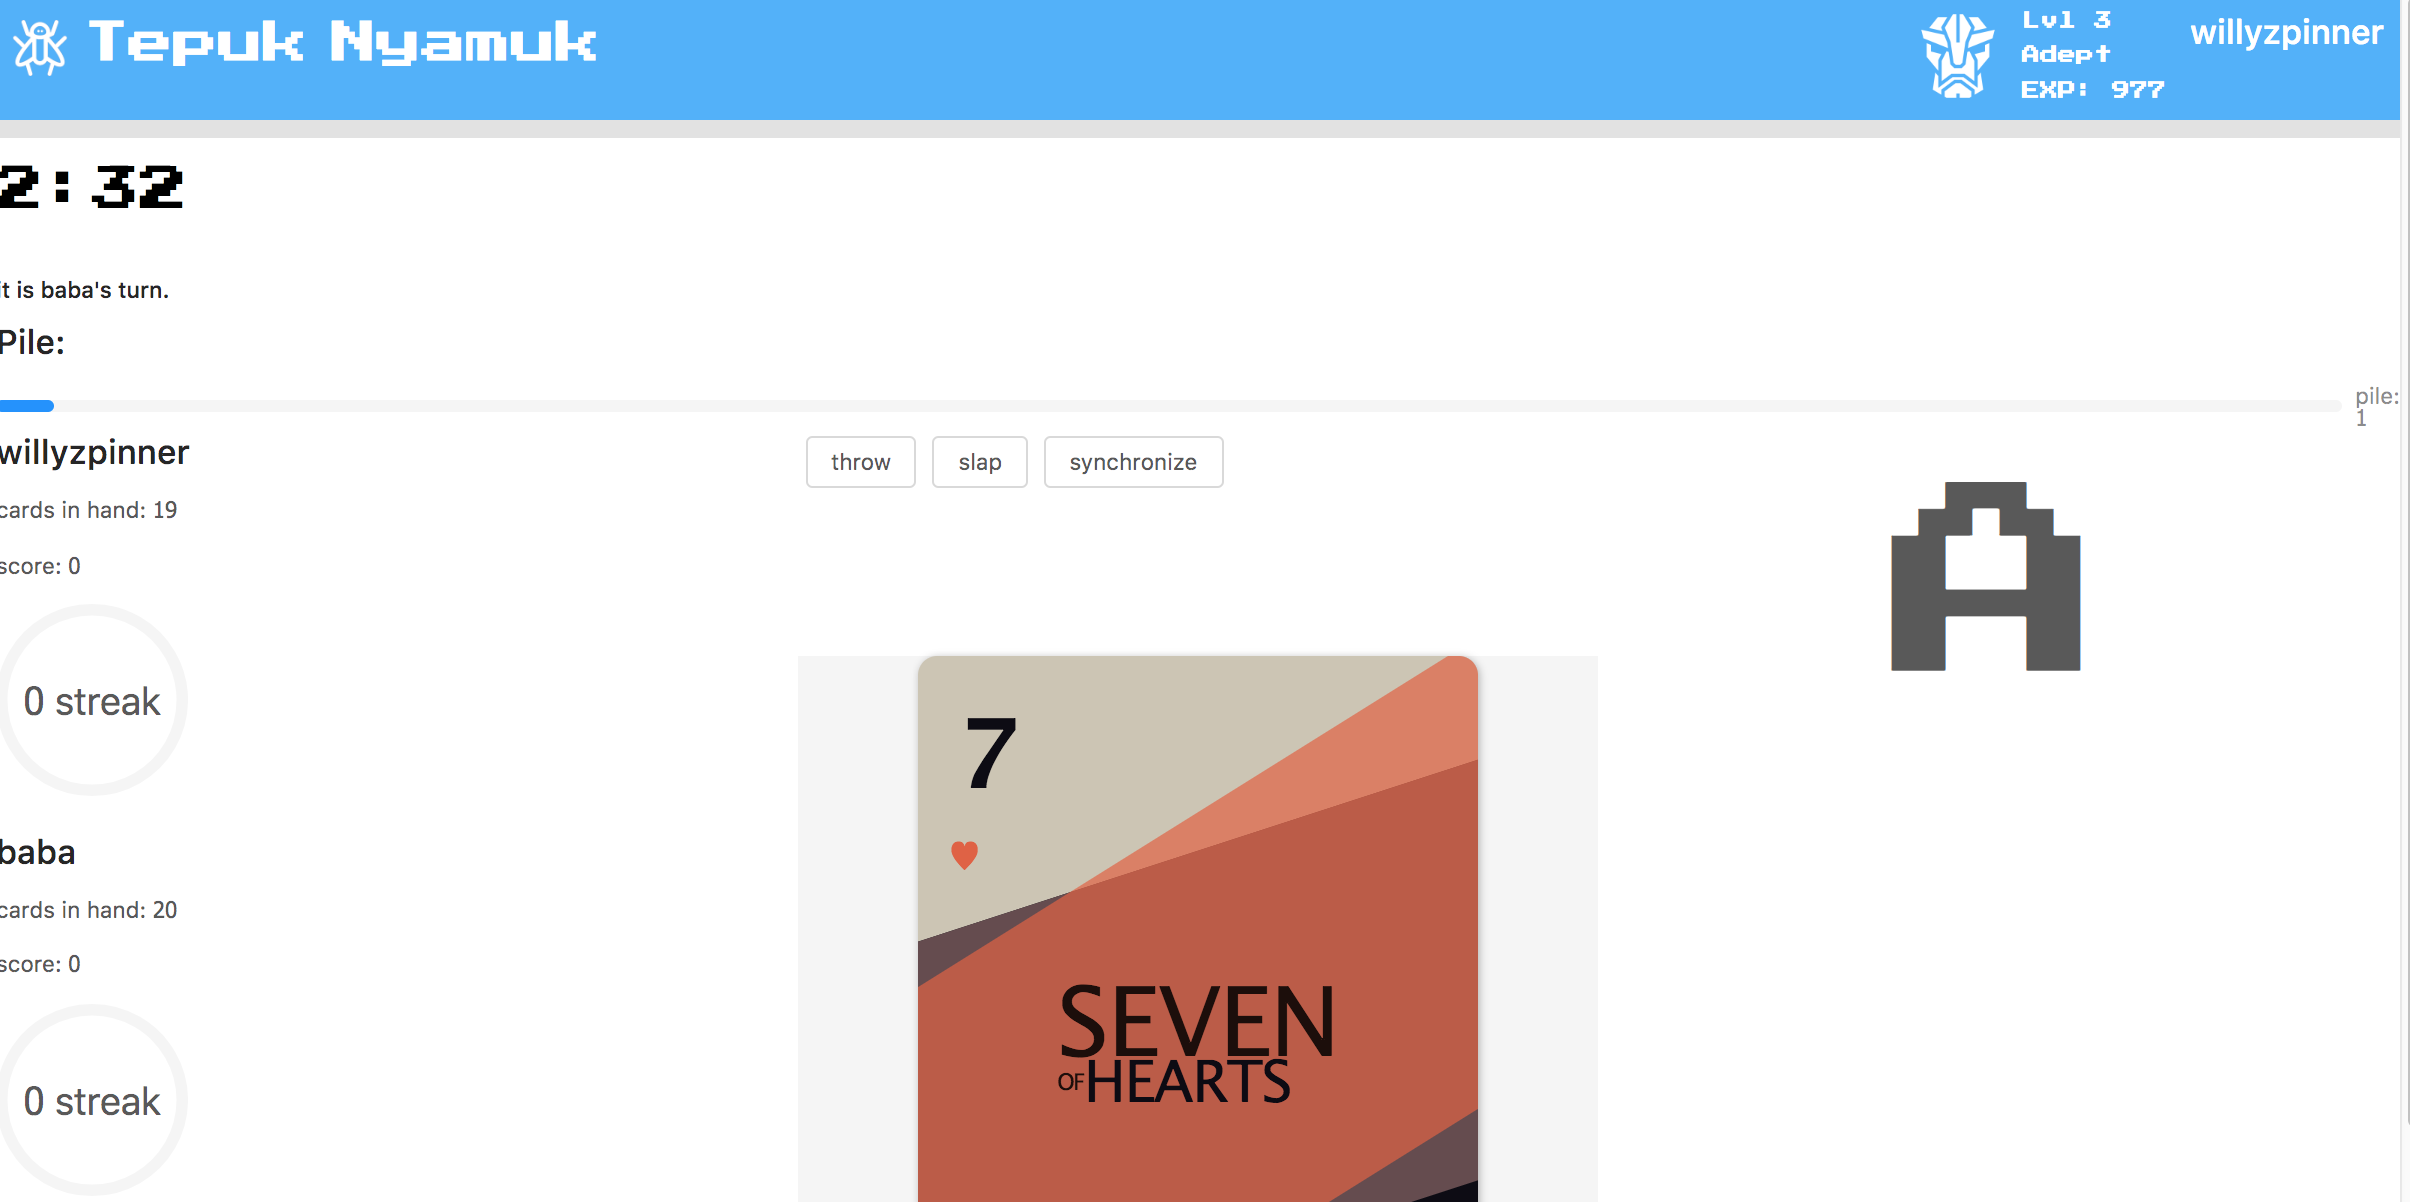 Tepuk Nyamuk
Lvl 3
Adept
EXP: 977
willyzpinner
2:32
it is baba's turn.
Pile:
pile:
1
willyzpinner
cards in hand: 19
score: 0
0 streak
throw
slap
synchronize
A
7
SEVEN
OF HEARTS
baba
cards in hand: 20
score: 0
0 streak